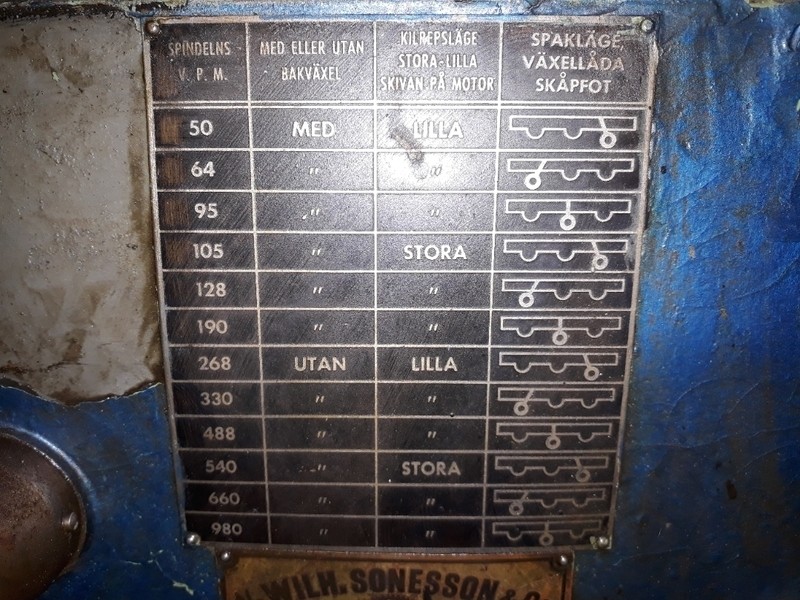 SPINDELNS V. P. M. MED ELLER UTAN BAKVÄXEL KILREPSLÄGE STORA-LILLA SKIVAN PÅ MOTOR SPAKLÄGE, VÄXELLÅDA SKÅPFOT
50 MED LILLA
64 " "
95 " "
105 " STORA
128 " "
190 " "
268 UTAN LILLA
330 " "
488 " "
540 " STORA
660 " "
980 " "
WILH. SONESSON &